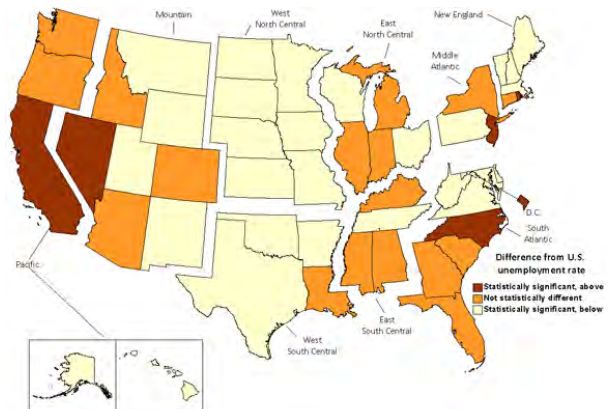 New England
West
North Central
Mountain
East
North Central
Middle
Atlantic
D.C.
South
Atlantic
Pacific
Difference from U.S.
unemployment rate
Statistically significant, above
Not statistically different
Statistically significant, below
East
South Central
West
South Central